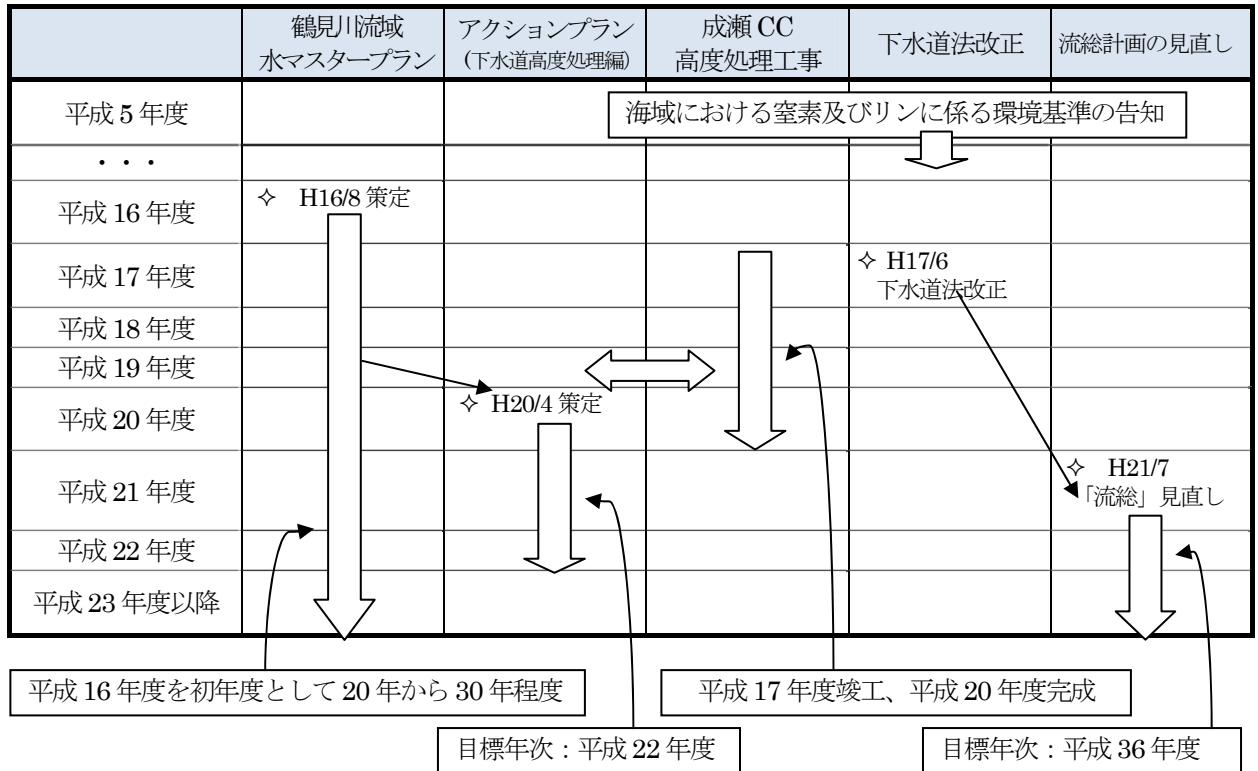 鶴見川流域
水マスタープラン
アクションプラン
(下水道高度処理編)
成瀬 CC
高度処理工事
下水道法改正
流総計画の見直し
平成 5 年度
海域における窒素及びリンに係る環境基準の告知
・・・
平成 16 年度
✧ H16/8 策定
平成 17 年度
✧ H17/6
下水道法改正
平成 18 年度
平成 19 年度
平成 20 年度
✧ H20/4 策定
平成 21 年度
✧ H21/7
「流総」見直し
平成 22 年度
平成 23 年度以降
平成 16 年度を初年度として 20 年から 30 年程度
平成 17 年度竣工、平成 20 年度完成
目標年次：平成 22 年度
目標年次：平成 36 年度